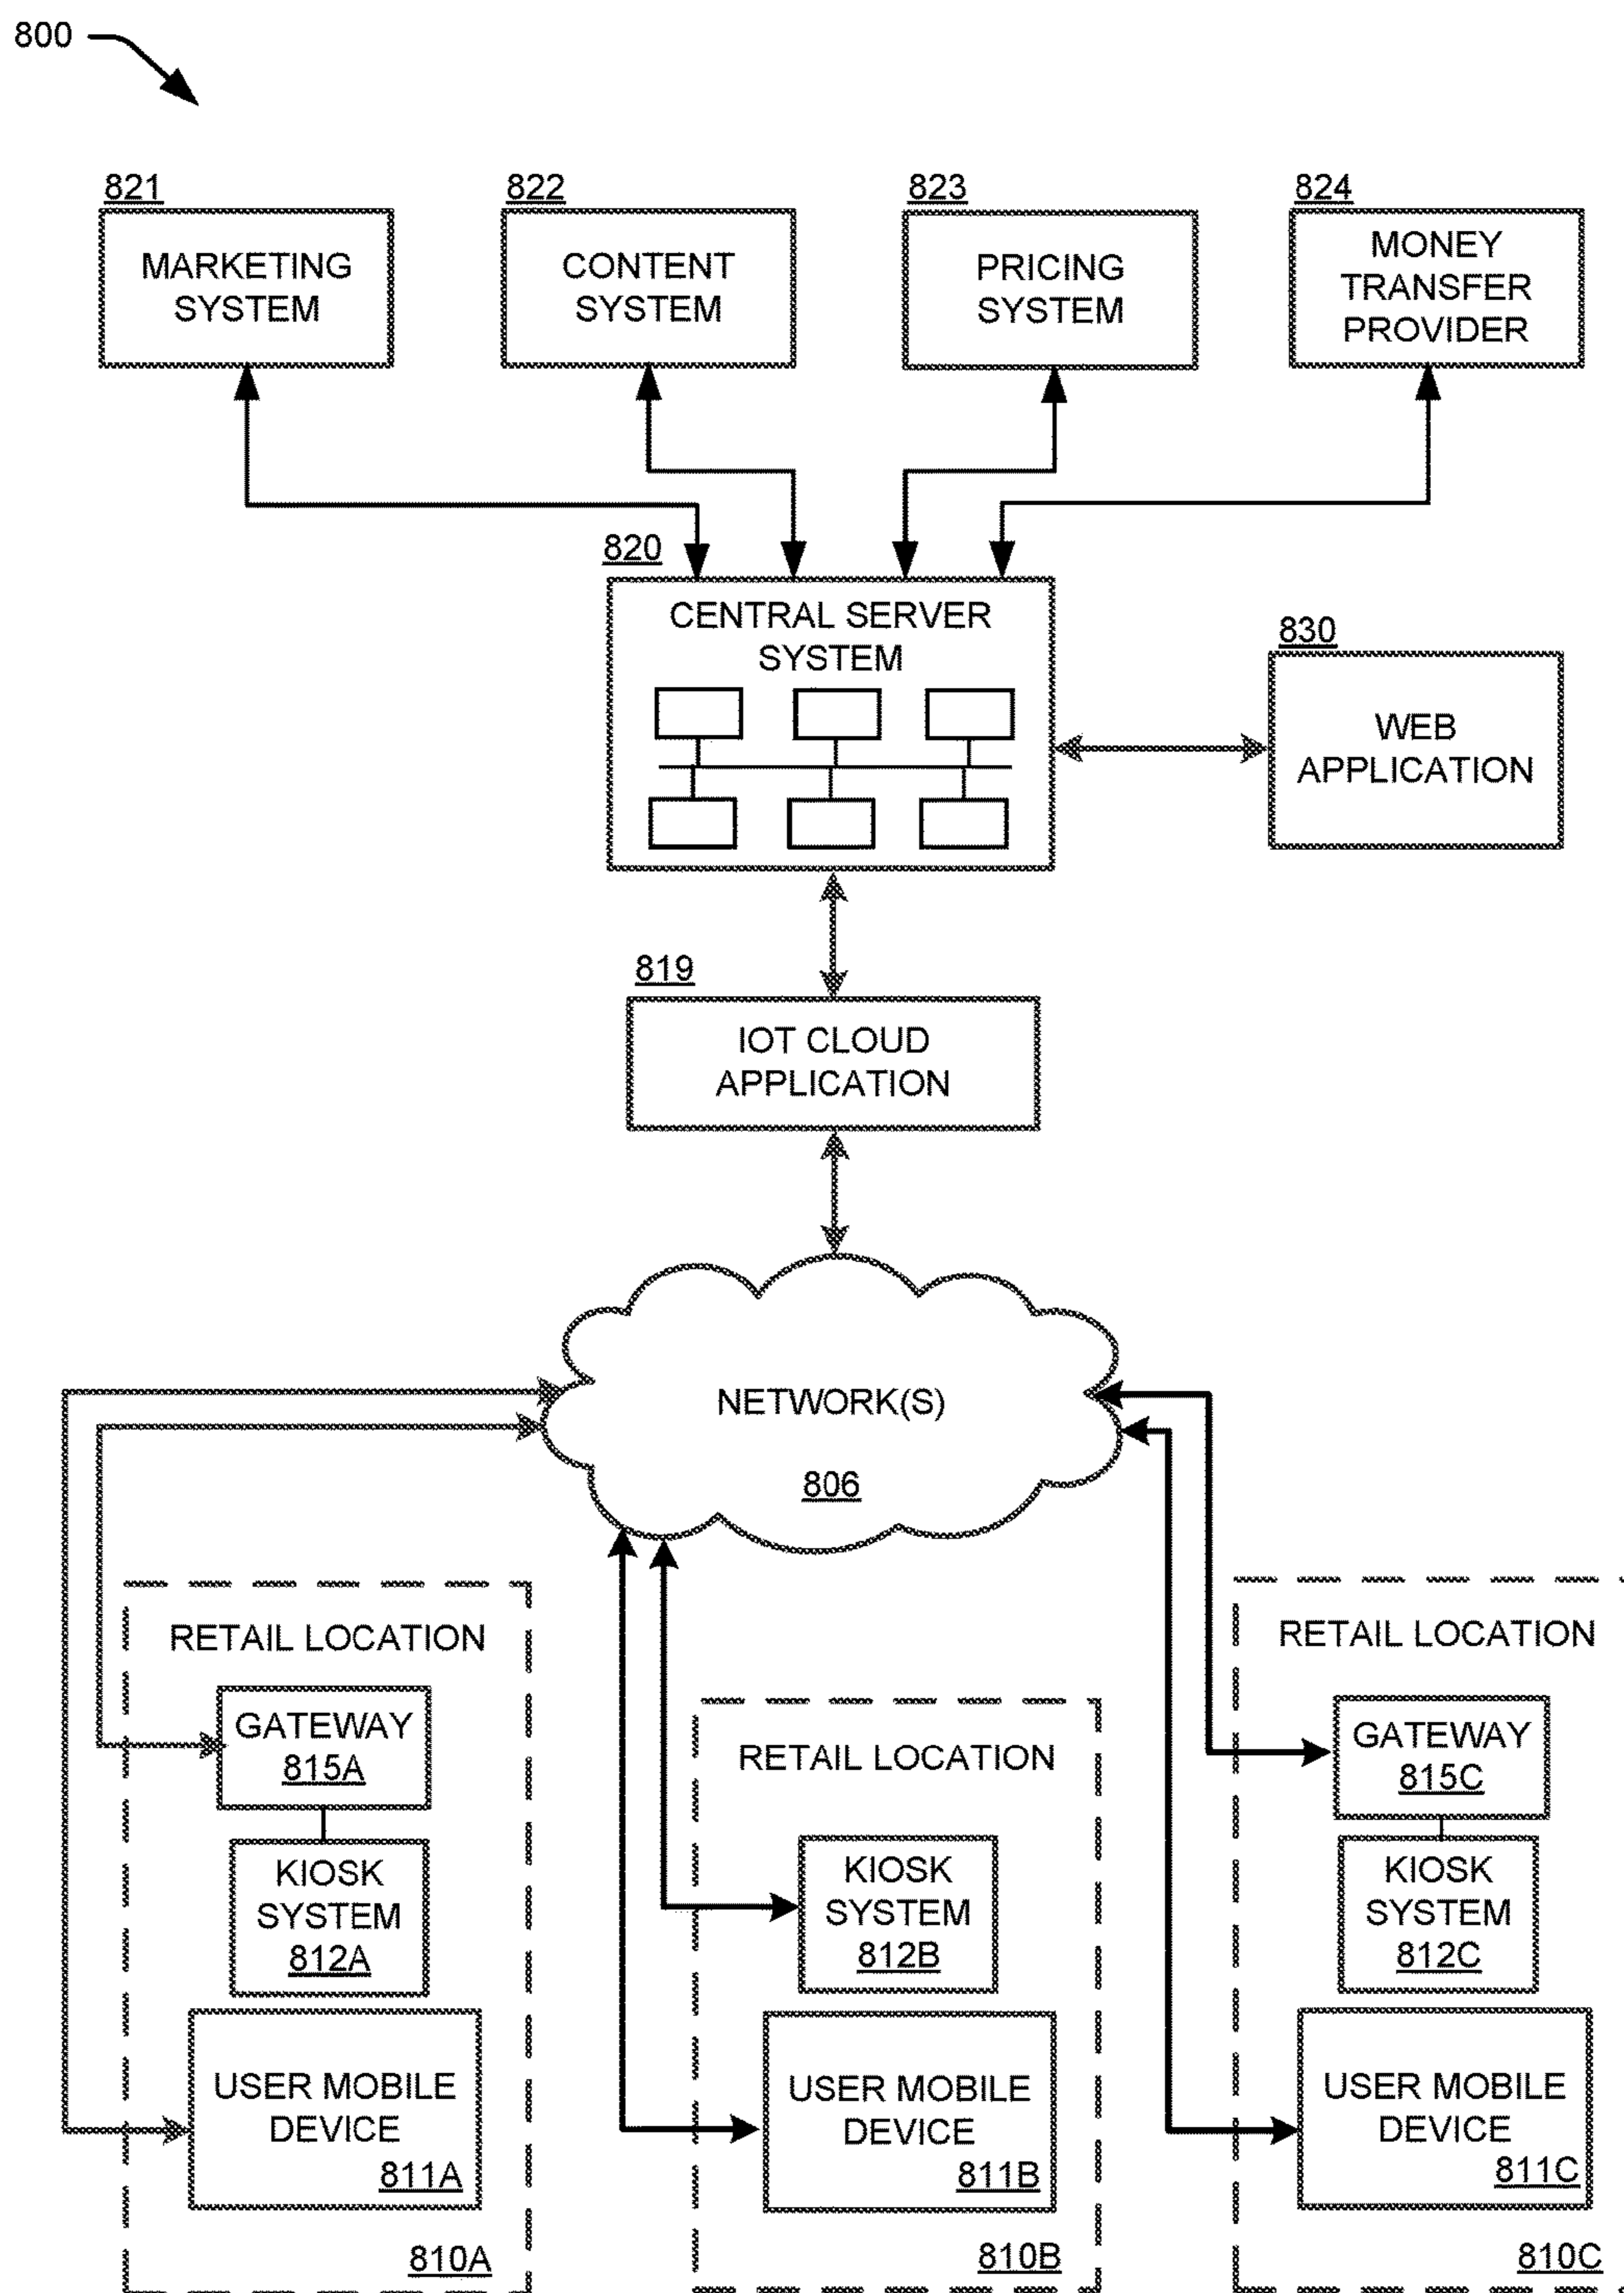 800
821
MARKETING
SYSTEM
822
CONTENT
SYSTEM
823
PRICING
SYSTEM
824
MONEY
TRANSFER
PROVIDER
820
CENTRAL SERVER
SYSTEM
830
WEB
APPLICATION
819
IOT CLOUD
APPLICATION
NETWORK(S)
806
RETAIL LOCATION
GATEWAY
815A
KIOSK
SYSTEM
812A
USER MOBILE
DEVICE
811A
810A
RETAIL LOCATION
KIOSK
SYSTEM
812B
USER MOBILE
DEVICE
811B
810B
RETAIL LOCATION
GATEWAY
815C
KIOSK
SYSTEM
812C
USER MOBILE
DEVICE
811C
810C